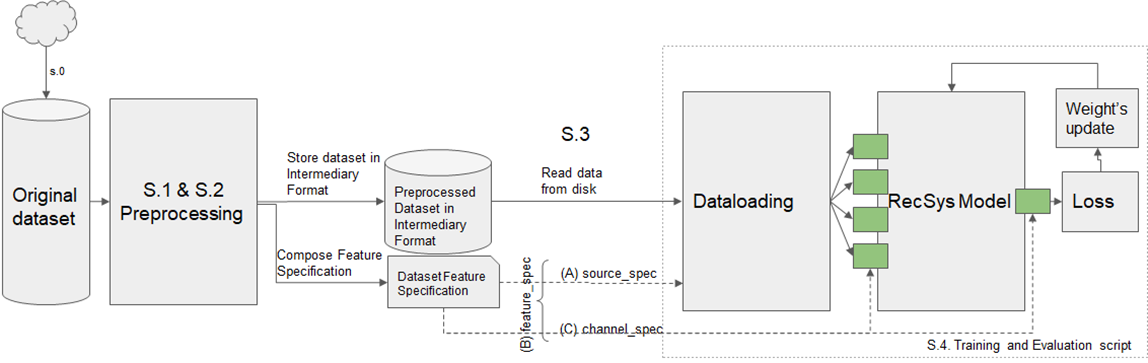 s.0
Original
dataset
S.1 & S.2
Preprocessing
Store dataset in
Intermediary
Format
Compose Feature
Specification
Preprocessed
Dataset in
Intermediary
Format
Dataset Feature
Specification
S.3
Read data
from disk
(A) source_spec
(B) feature_spec
(C) channel_spec
Dataloading
RecSys Model
Weight's
update
Loss
S.4. Training and Evaluation script